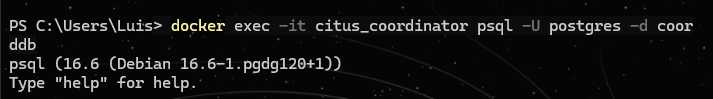 PS C:\Users\Luis> docker exec -it citus_coordinator psql -U postgres -d coor
ddb
psql (16.6 (Debian 16.6-1.pgdg120+1))
Type "help" for help.